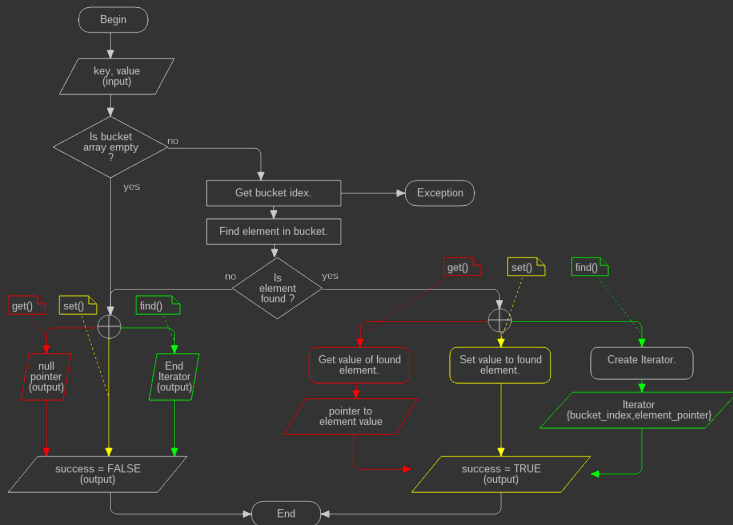 Begin
key, value
(input)
Is bucket
array empty
?
no
yes
Get bucket idex.
Exception
Find element in bucket.
Is
element
found ?
no
yes
get()
set()
find()
get()
set()
find()
null
pointer
(output)
End
Iterator
(output)
Get value of found
element.
Set value to found
element.
Create Iterator.
pointer to
element value
Iterator
{bucket_index,element_pointer}
success = FALSE
(output)
success = TRUE
(output)
End